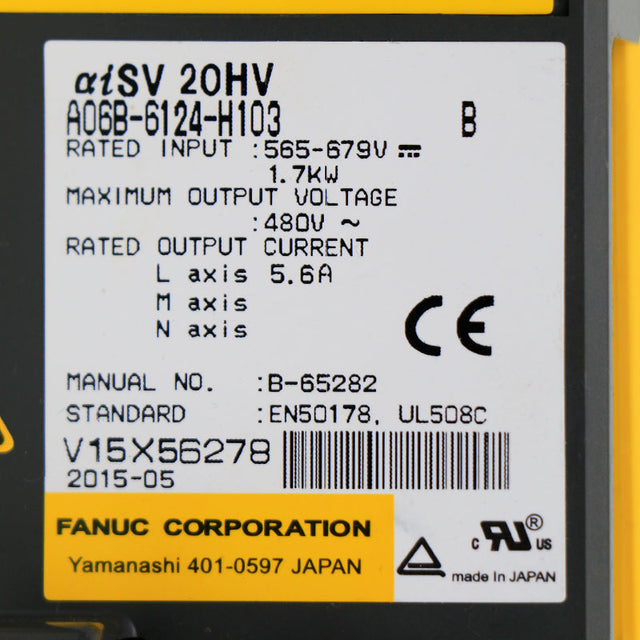 αiSV 20HV
A06B-6124-H103 B
RATED INPUT :565-679V ⎓
1.7KW
MAXIMUM OUTPUT VOLTAGE
:480V ~
RATED OUTPUT CURRENT
L axis 5.6A
M axis
N axis
CE
MANUAL NO. :B-65282
STANDARD :EN50178, UL508C
V15X56278
2015-05
FANUC CORPORATION
Yamanashi 401-0597 JAPAN
c RU® US
made in JAPAN